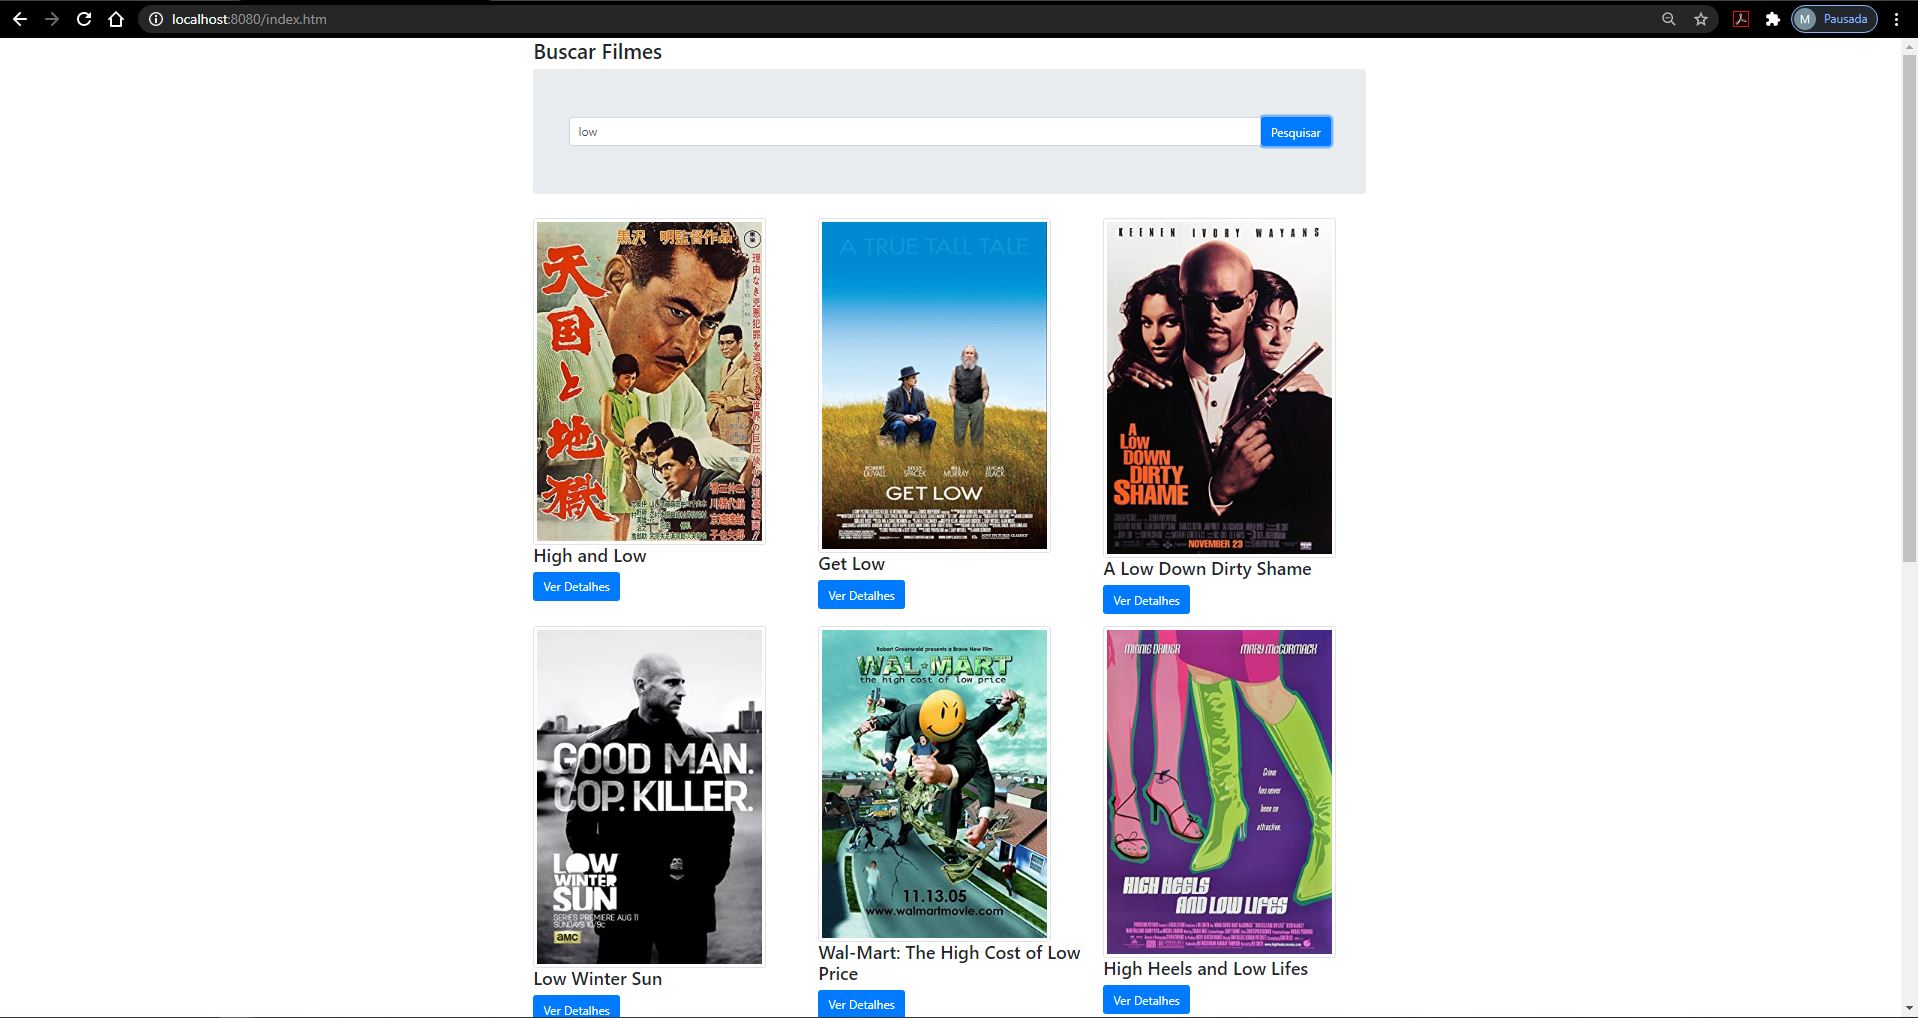 localhost:8080/index.htm
M
Pausada
Buscar Filmes
low
Pesquisar
黒沢 明監督作品
天国と地獄
High and Low
Ver Detalhes
A TRUE TALL TALE
ROBERT DUVALL
SISSY SPACEK
BILL MURRAY
LUCAS BLACK
GET LOW
Get Low
Ver Detalhes
KEENEN IVORY WAYANS
A
LOW
DOWN
DIRTY
SHAME
NOVEMBER 23
A Low Down Dirty Shame
Ver Detalhes
GOOD MAN.
COP. KILLER.
LOW
WINTER
SUN
SERIES PREMIERE AUG 11
SUNDAYS 10/9c
amc
Low Winter Sun
Ver Detalhes
Robert Greenwald presents a Brave New Film
WAL★MART
the high cost of low price
11.13.05
www.walmartmovie.com
Wal-Mart: The High Cost of Low
Price
Ver Detalhes
MINNIE DRIVER
MARY McCORMACK
Crime
has never
been so
attractive.
HIGH HEELS
AND LOW LIFES
High Heels and Low Lifes
Ver Detalhes